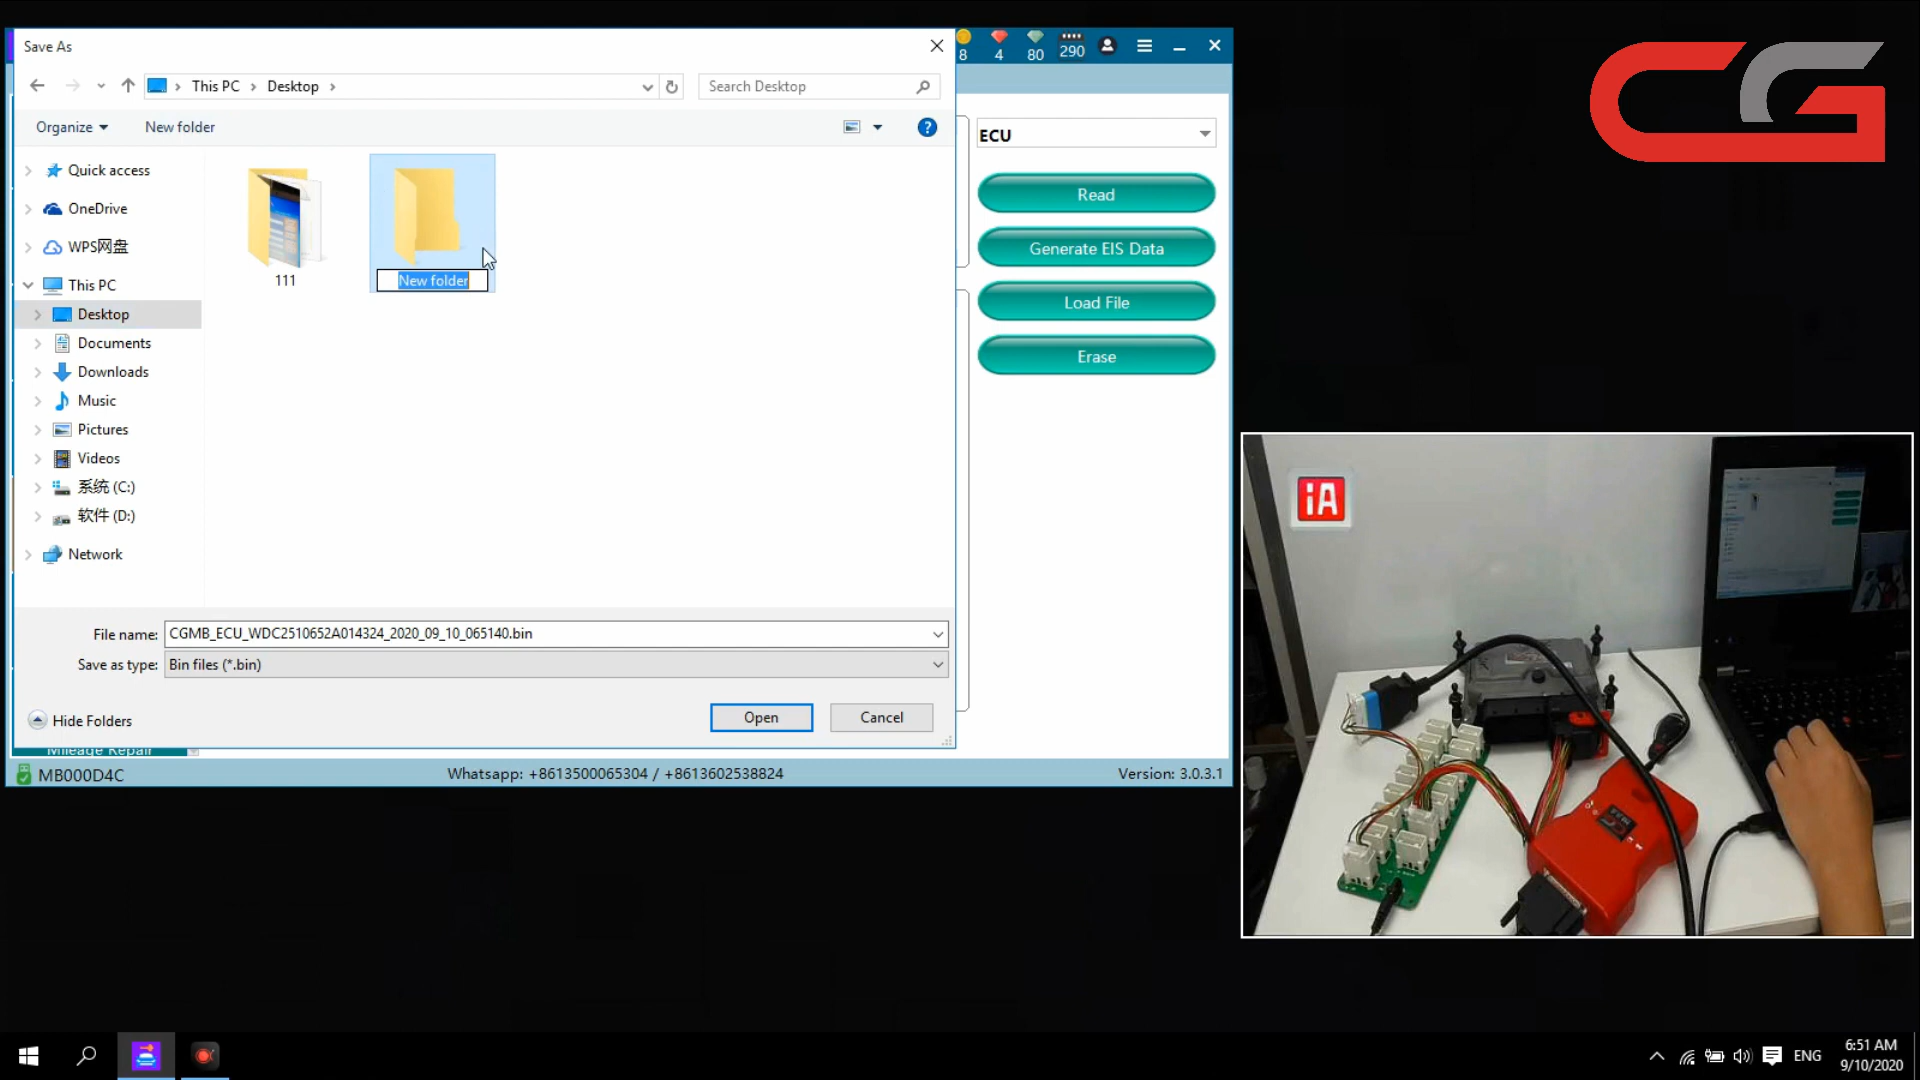 Save As
8
4
80
290
This PC
Desktop
Search Desktop
CG
Organize
New folder
?
ECU
Quick access
OneDrive
WPS网盘
This PC
Desktop
Documents
Downloads
Music
Pictures
Videos
系统 (C:)
软件 (D:)
Network
111
New folder
Read
Generate EIS Data
Load File
Erase
iA
File name:
CGMB_ECU_WDC2510652A014324_2020_09_10_065140.bin
Save as type:
Bin files (*.bin)
Hide Folders
Open
Cancel
Mileage Repair
MB000D4C
Whatsapp: +8613500065304 / +8613602538824
Version: 3.0.3.1
ENG
6:51 AM
9/10/2020